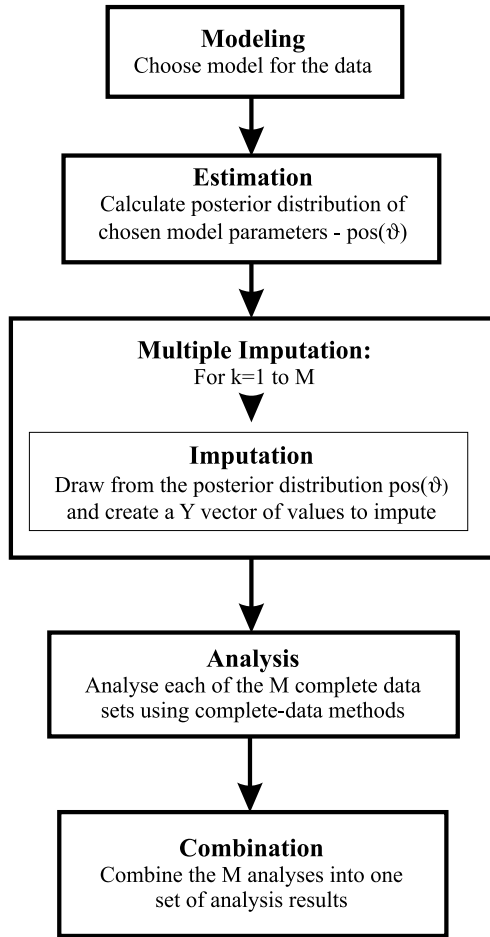 Modeling
Choose model for the data
Estimation
Calculate posterior distribution of
chosen model parameters - pos(ϑ)
Multiple Imputation:
For k=1 to M
Imputation
Draw from the posterior distribution pos(ϑ)
and create a Y vector of values to impute
Analysis
Analyse each of the M complete data
sets using complete-data methods
Combination
Combine the M analyses into one
set of analysis results